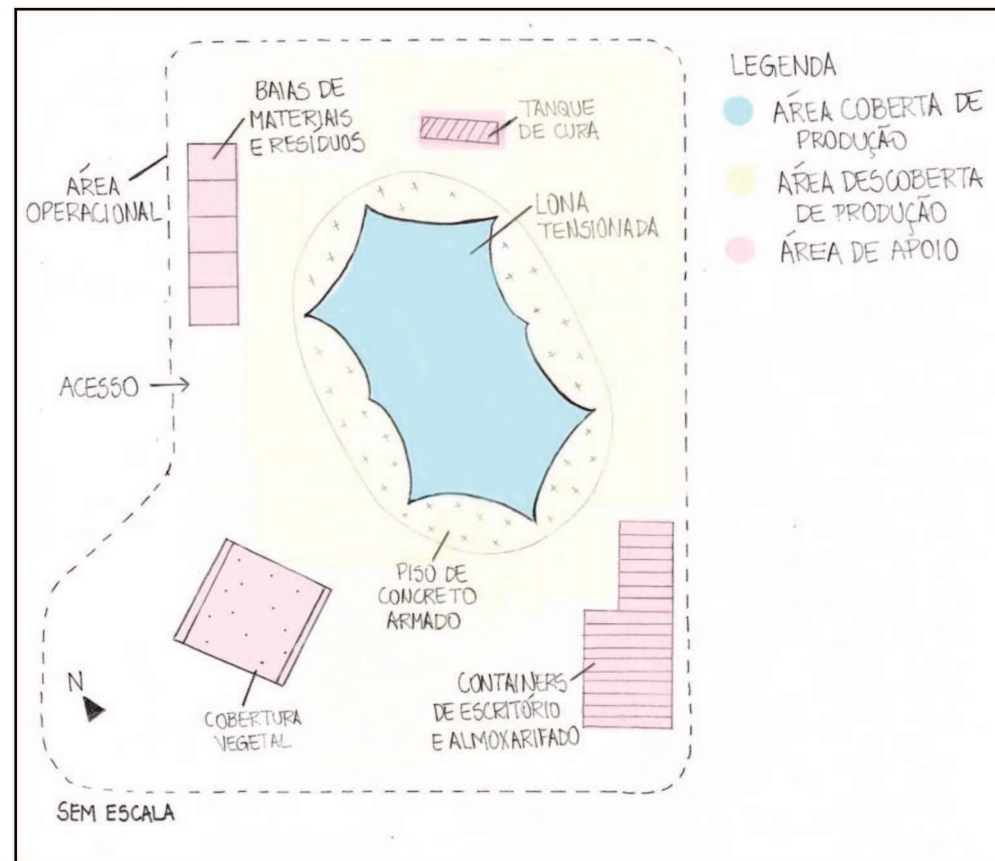 BAIAS DE
MATERIAIS
E RESÍDUOS
TANQUE
DE CURA
ÁREA
OPERACIONAL
LONA
TENSIONADA
ACESSO
PISO DE
CONCRETO
ARMADO
N
COBERTURA
VEGETAL
CONTAINERS
DE ESCRITÓRIO
E ALMOXARIFADO
SEM ESCALA
LEGENDA
ÁREA COBERTA DE
PRODUÇÃO
ÁREA DESCOBERTA
DE PRODUÇÃO
ÁREA DE APOIO